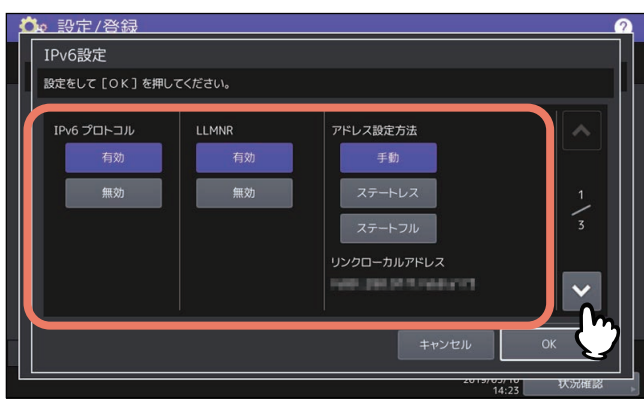 設定/登録
?
IPv6設定
設定をして [OK] を押してください。
IPv6 プロトコル
有効
無効
LLMNR
有効
無効
アドレス設定方法
手動
ステートレス
ステートフル
リンクローカルアドレス
1
3
キャンセル
OK
14:23
状況確認